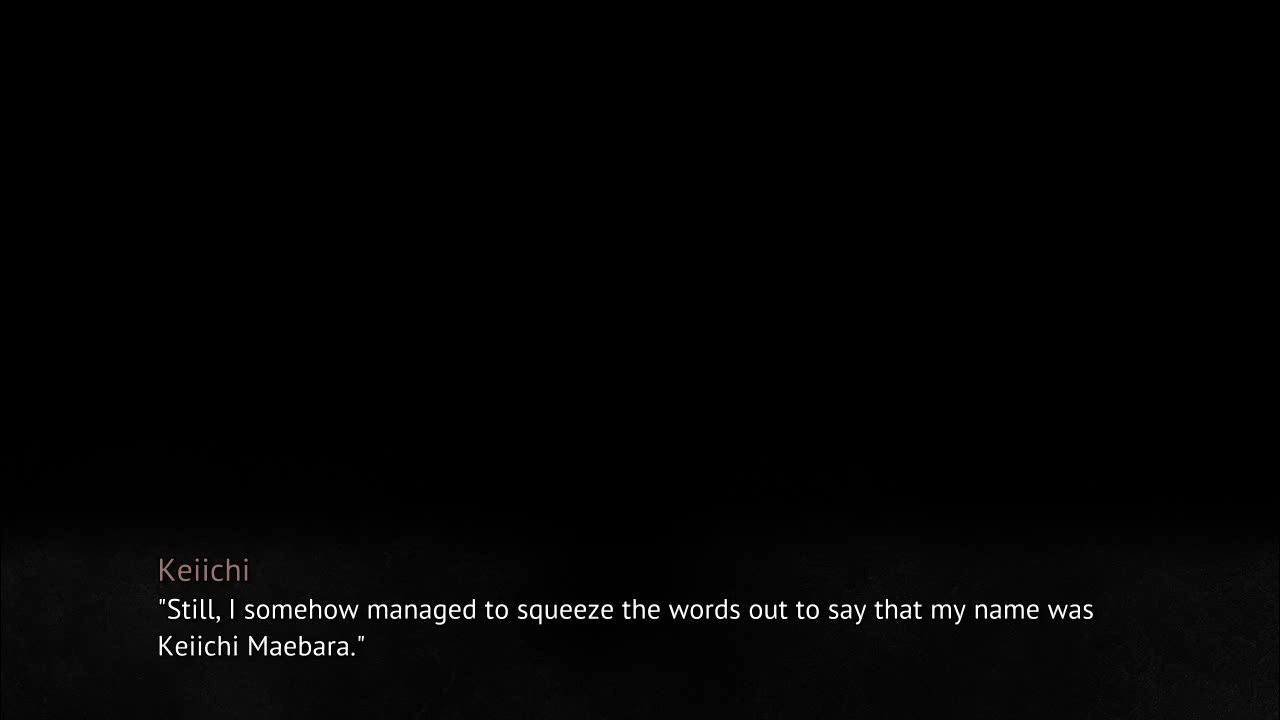 Keiichi
"Still, I somehow managed to squeeze the words out to say that my name was
Keiichi Maebara."